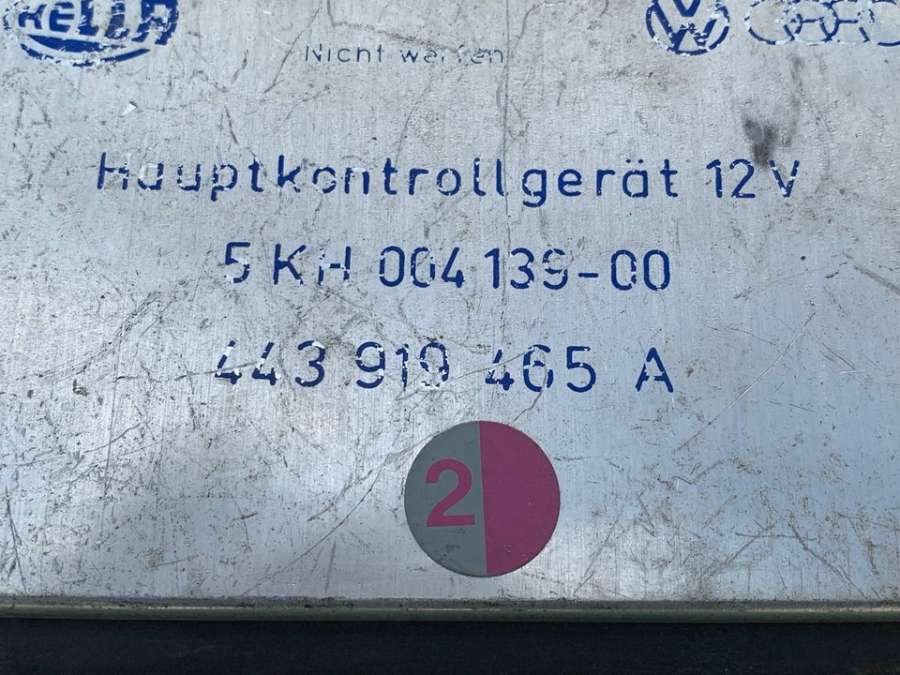 HELLA
Nicht werfen
Hauptkontrollgerät 12 V
5 KH 004 139-00
443 919 465 A
2